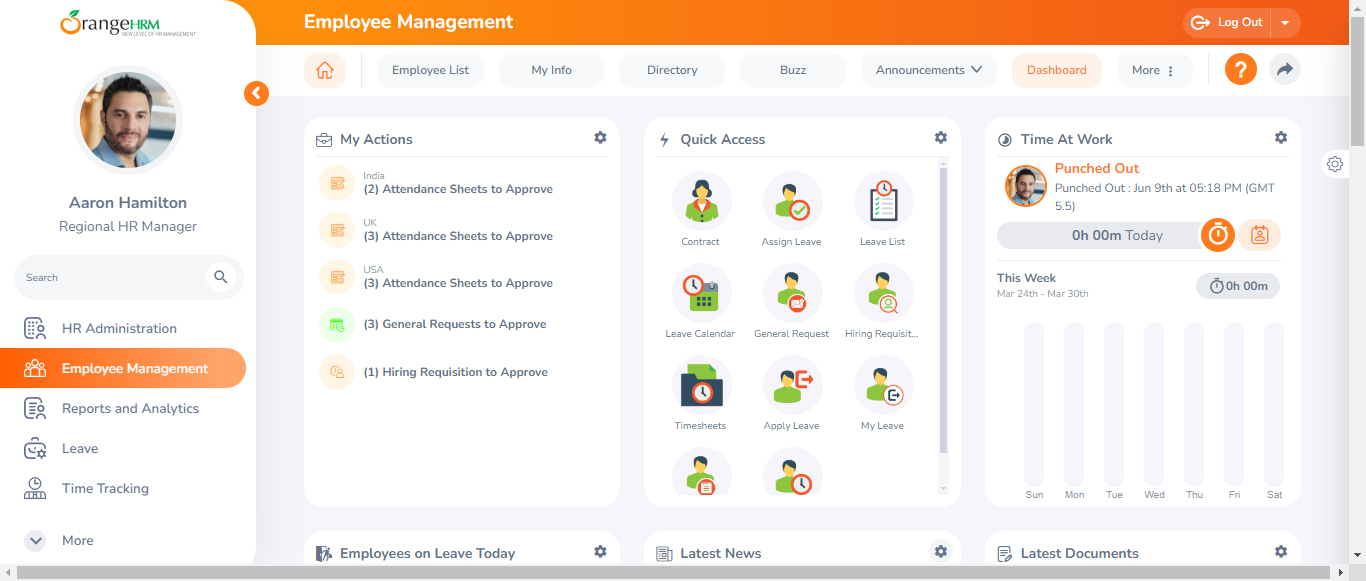 OrangeHRM
NEW LEVEL OF HR MANAGEMENT
Employee Management
Log Out
Employee List
My Info
Directory
Buzz
Announcements
Dashboard
More
?
Aaron Hamilton
Regional HR Manager
Search
HR Administration
Employee Management
Reports and Analytics
Leave
Time Tracking
More
My Actions
India
(2) Attendance Sheets to Approve
UK
(3) Attendance Sheets to Approve
USA
(3) Attendance Sheets to Approve
(3) General Requests to Approve
(1) Hiring Requisition to Approve
Quick Access
Contract
Assign Leave
Leave List
Leave Calendar
General Request
Hiring Requisit...
Timesheets
Apply Leave
My Leave
Time At Work
Punched Out
Punched Out : Jun 9th at 05:18 PM (GMT
5.5)
0h 00m Today
This Week
Mar 24th - Mar 30th
0h 00m
Sun Mon Tue Wed Thu Fri Sat
Employees on Leave Today
Latest News
Latest Documents